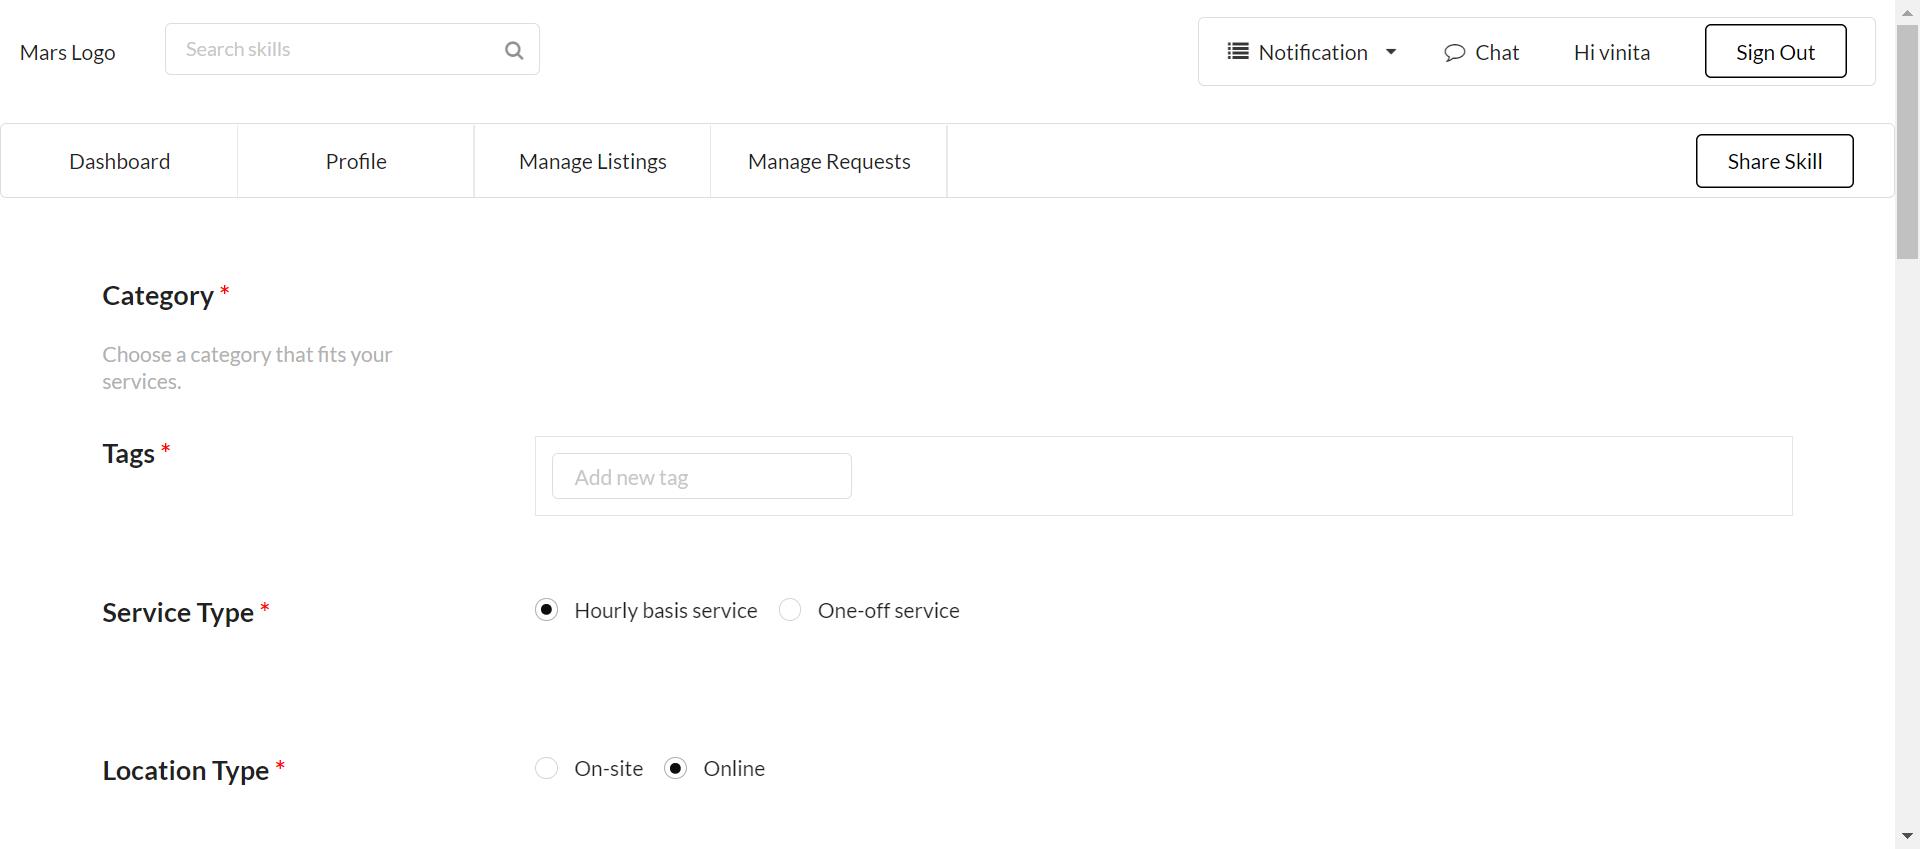 Mars Logo
Search skills
Notification
Chat
Hi vinita
Sign Out
Dashboard
Profile
Manage Listings
Manage Requests
Share Skill
Category *
Choose a category that fits your
services.
Tags *
Add new tag
Service Type *
Hourly basis service
One-off service
Location Type *
On-site
Online